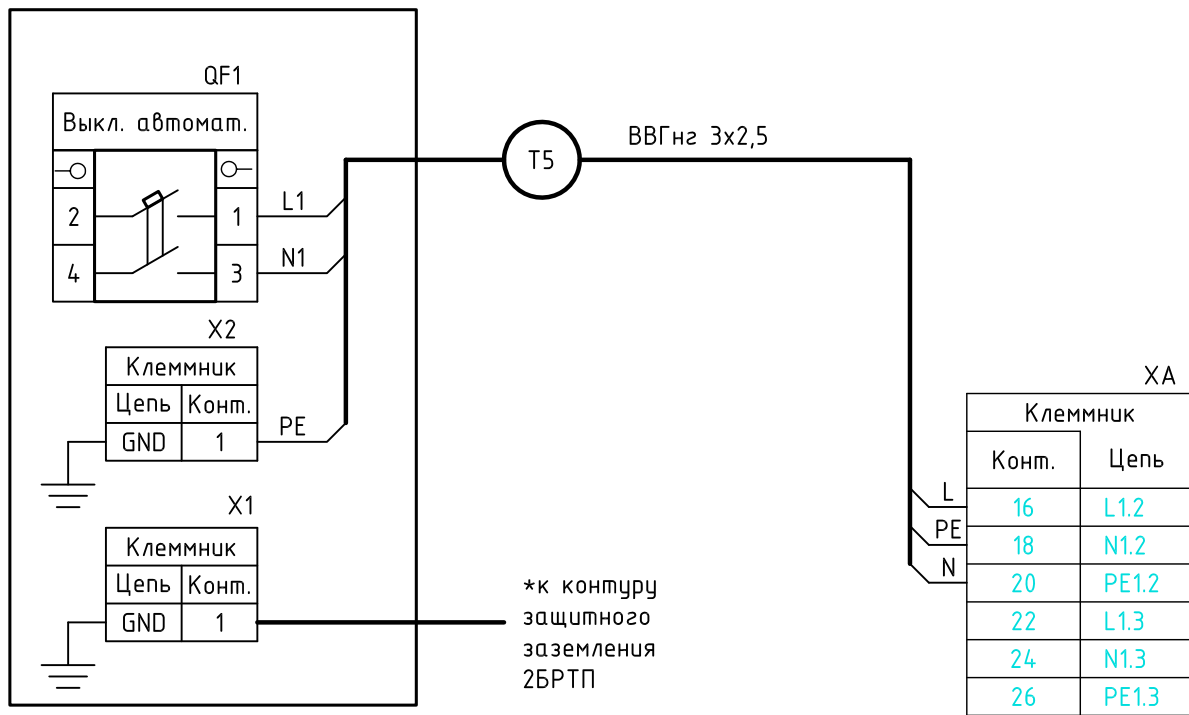 QF1
Выкл. автомат.
2 1 L1
4 3 N1
X2
Клеммник
Цепь Конт.
GND 1 PE
X1
Клеммник
Цепь Конт.
GND 1
T5
ВВГнг 3х2,5
*к контуру
защитного
заземления
2БРТП
XA
Клеммник
Конт. Цепь
L 16 L1.2
PE 18 N1.2
N 20 PE1.2
22 L1.3
24 N1.3
26 PE1.3